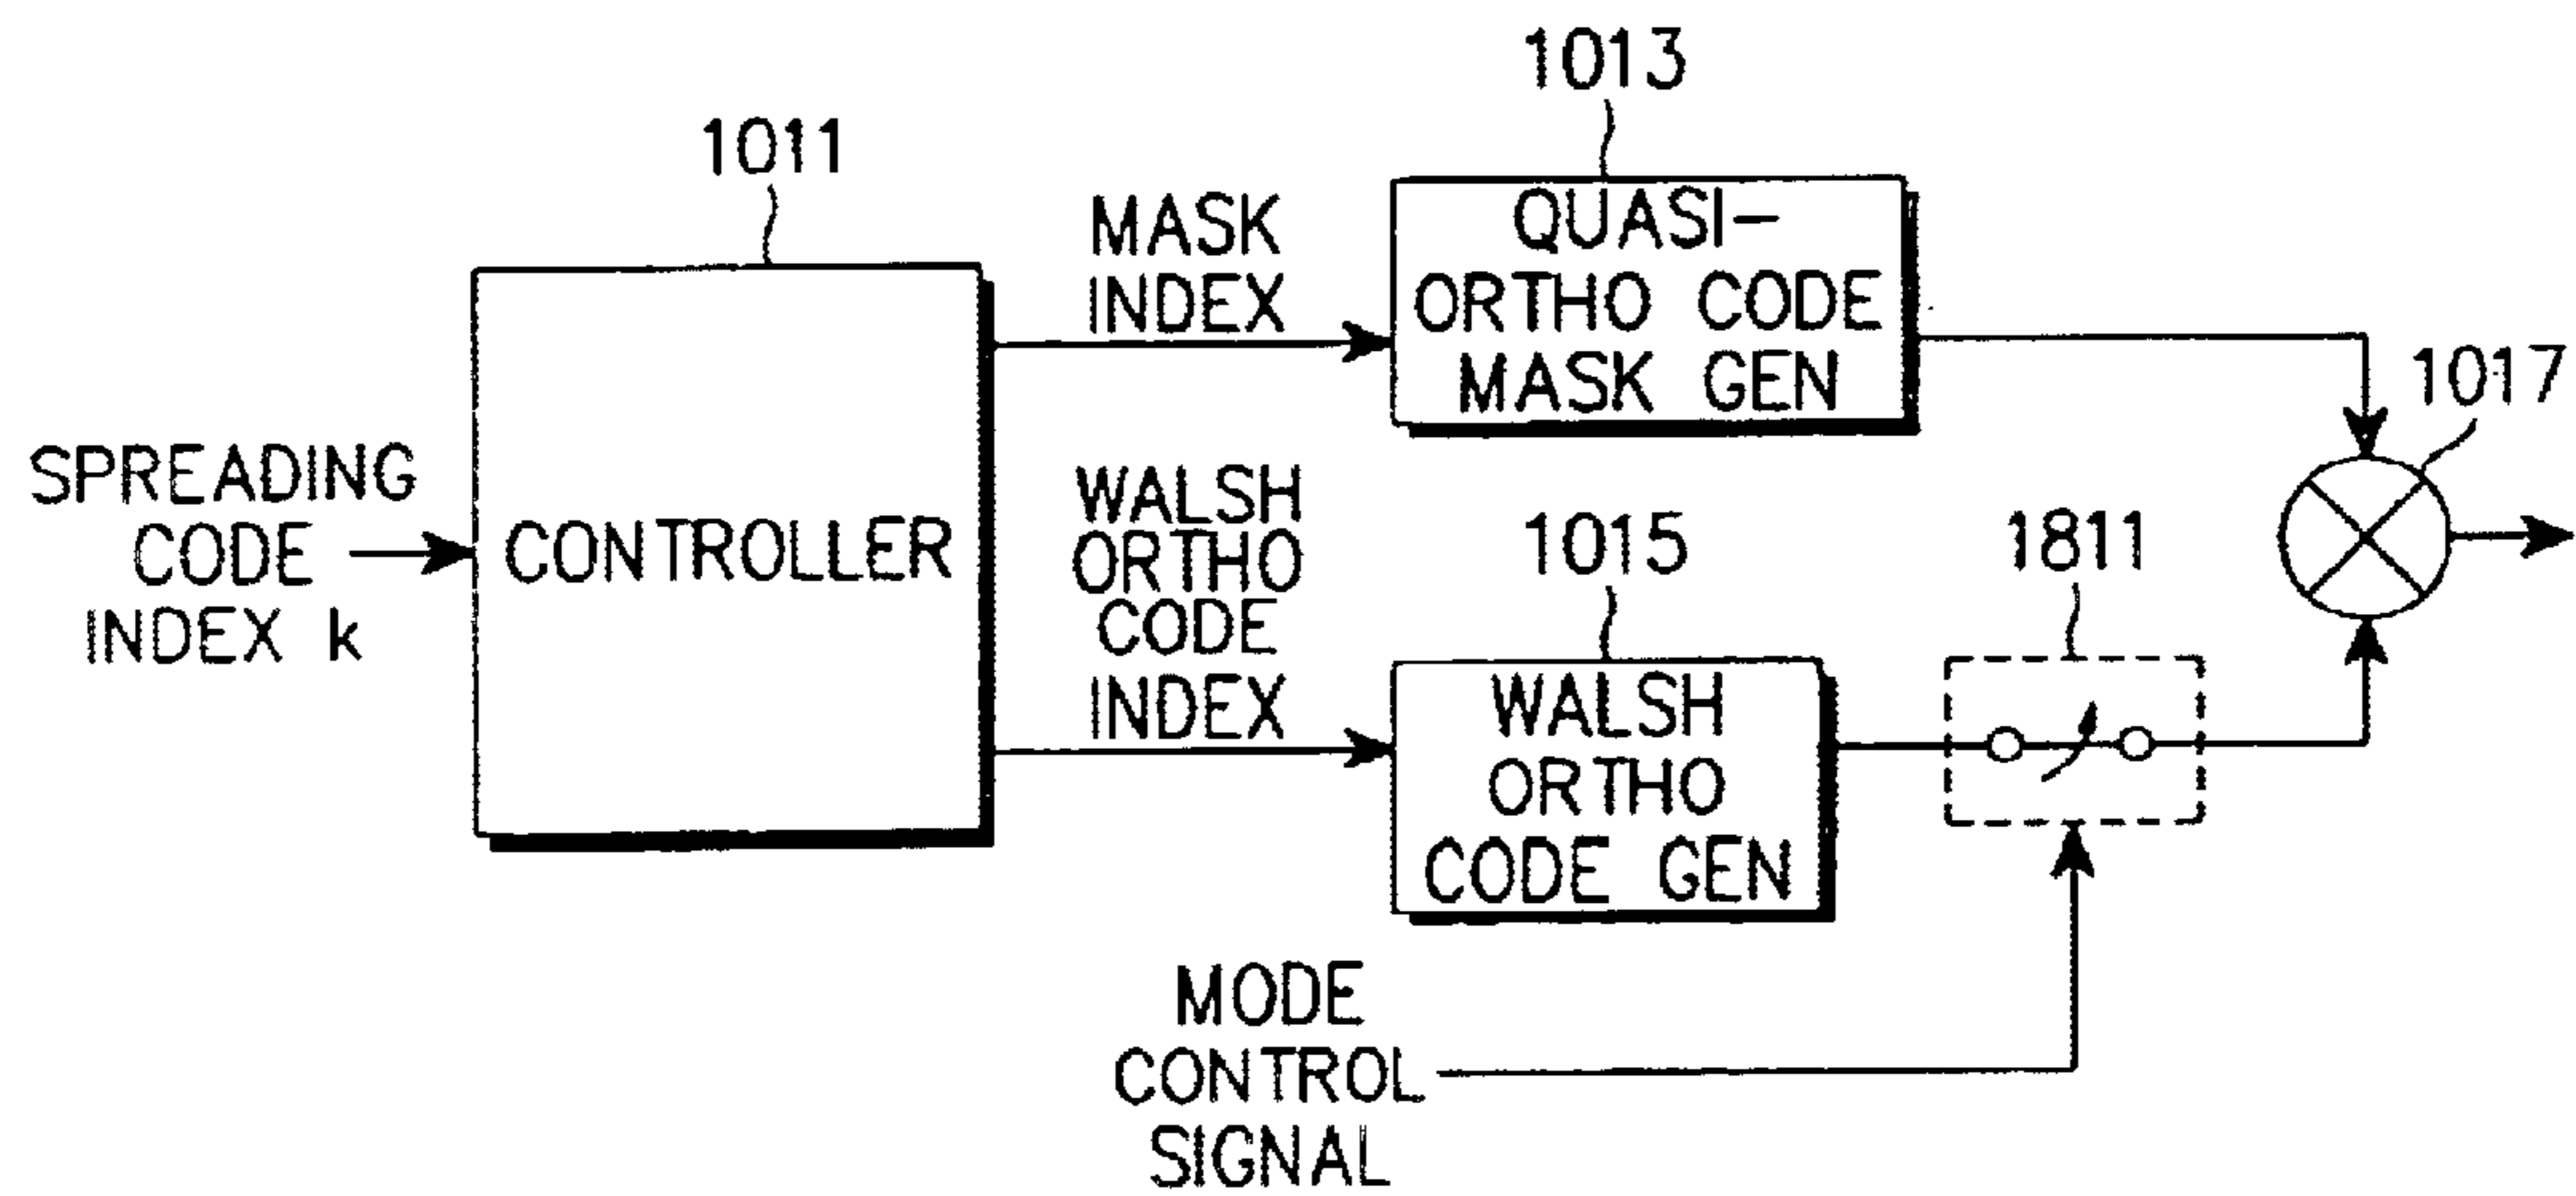 1013
1011
MASK
INDEX
QUASI-
ORTHO CODE
MASK GEN
1017
SPREADING
CODE
INDEX k
CONTROLLER
WALSH
ORTHO
CODE
INDEX
1015
1811
WALSH
ORTHO
CODE GEN
MODE
CONTROL
SIGNAL